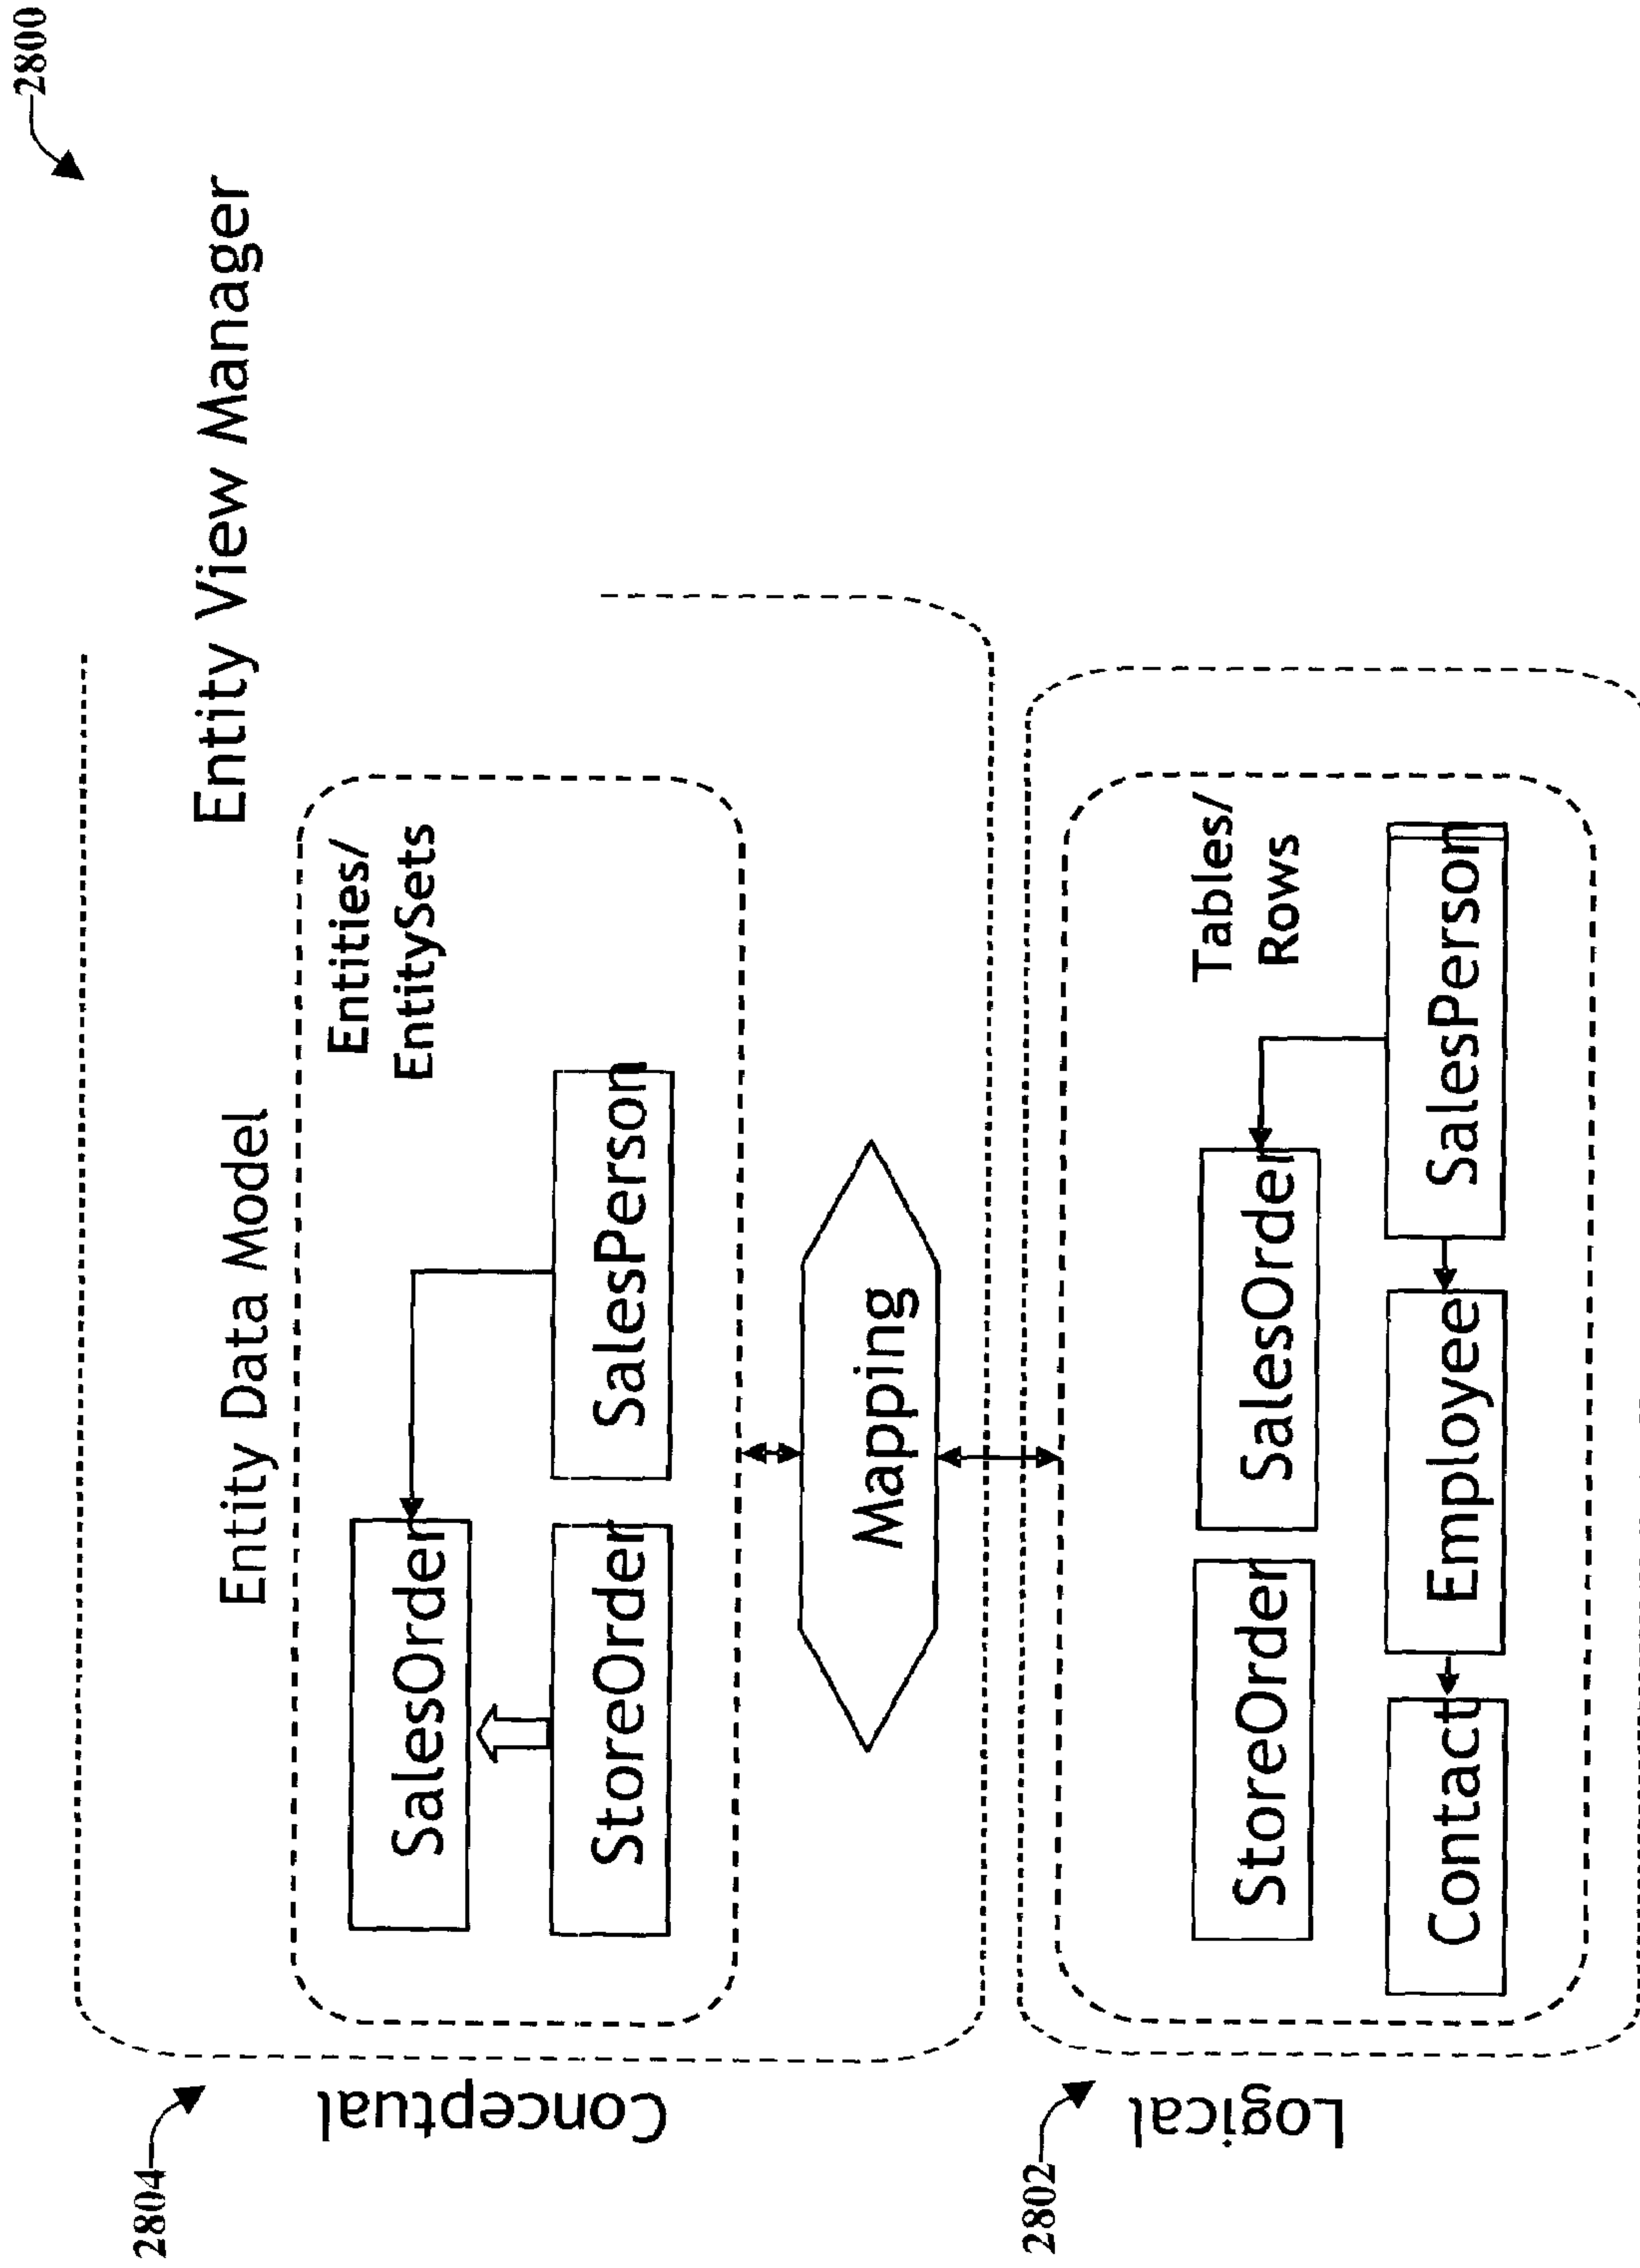 2800
Entity View Manager
Entity Data Model
2804
Conceptual
Entities/
EntitySets
SalesOrder
StoreOrder
SalesPerson
Mapping
2802
Logical
Tables/
Rows
StoreOrder
SalesOrder
Contact
Employee
SalesPerson